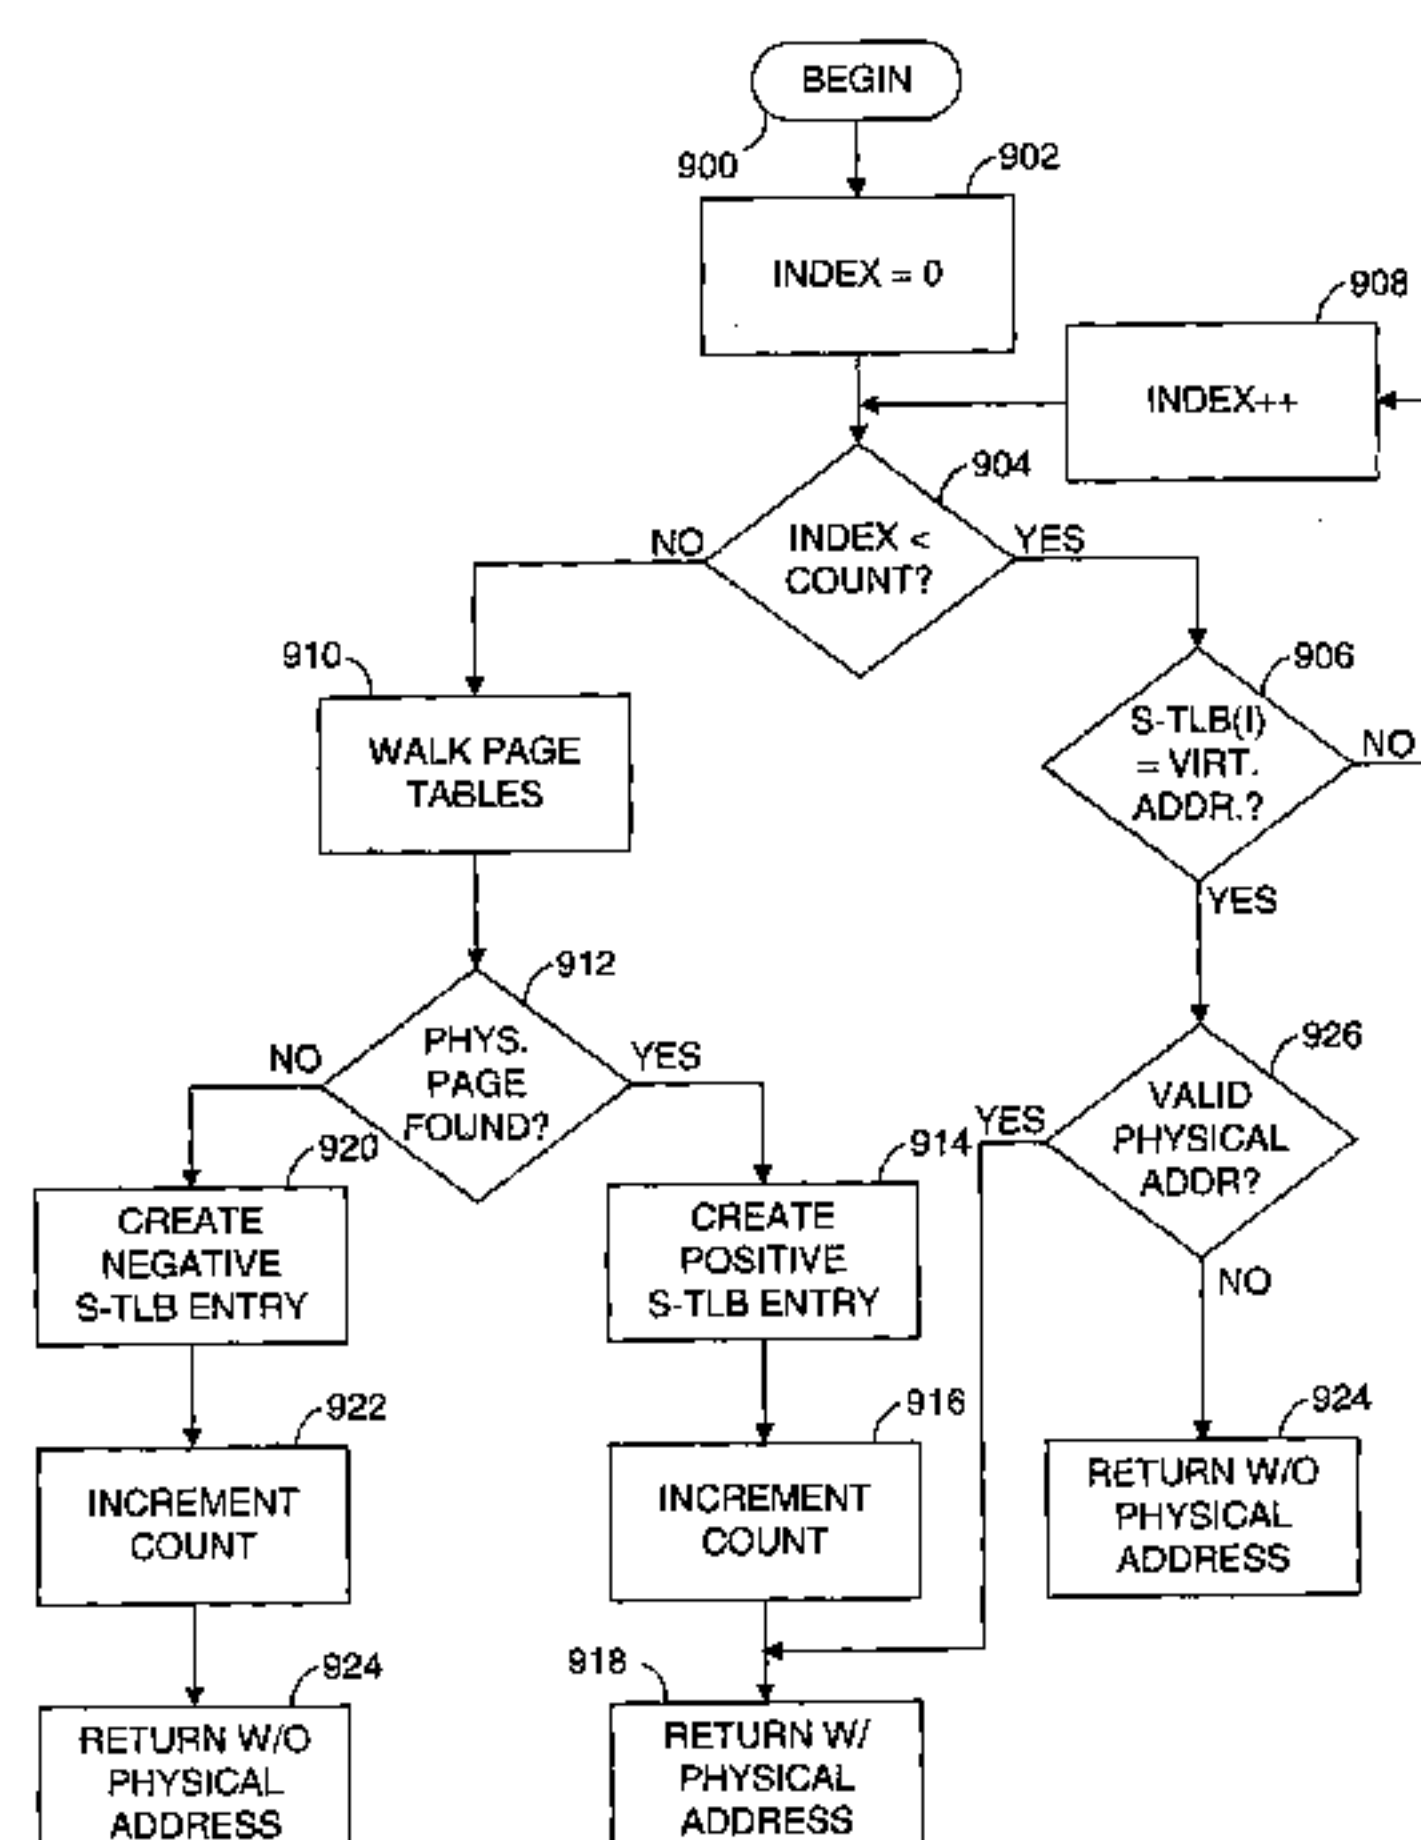 BEGIN
900
902
INDEX = 0
908
INDEX++
904
INDEX <
COUNT?
NO
YES
910
WALK PAGE
TABLES
906
S-TLB(I)
= VIRT.
ADDR.?
NO
YES
912
PHYS.
PAGE
FOUND?
NO
YES
926
VALID
PHYSICAL
ADDR?
YES
NO
920
CREATE
NEGATIVE
S-TLB ENTRY
914
CREATE
POSITIVE
S-TLB ENTRY
922
INCREMENT
COUNT
916
INCREMENT
COUNT
924
RETURN W/O
PHYSICAL
ADDRESS
924
RETURN W/O
PHYSICAL
ADDRESS
918
RETURN W/
PHYSICAL
ADDRESS